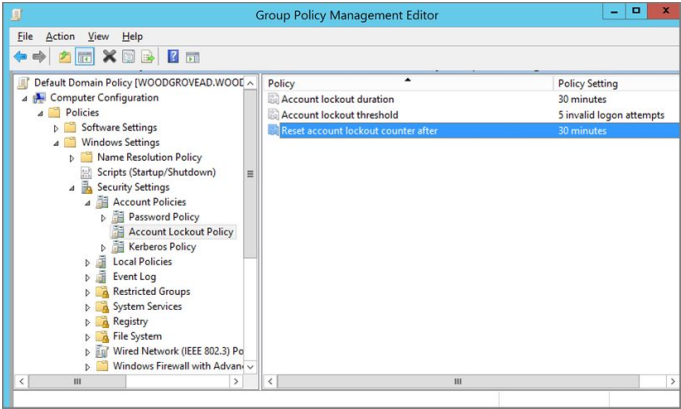 Group Policy Management Editor
File Action View Help
Default Domain Policy [WOODGROVEAD.WOOD
Computer Configuration
Policies
Software Settings
Windows Settings
Name Resolution Policy
Scripts (Startup/Shutdown)
Security Settings
Account Policies
Password Policy
Account Lockout Policy
Kerberos Policy
Local Policies
Event Log
Restricted Groups
System Services
Registry
File System
Wired Network (IEEE 802.3) Po
Windows Firewall with Advan
Policy Policy Setting
Account lockout duration 30 minutes
Account lockout threshold 5 invalid logon attempts
Reset account lockout counter after 30 minutes